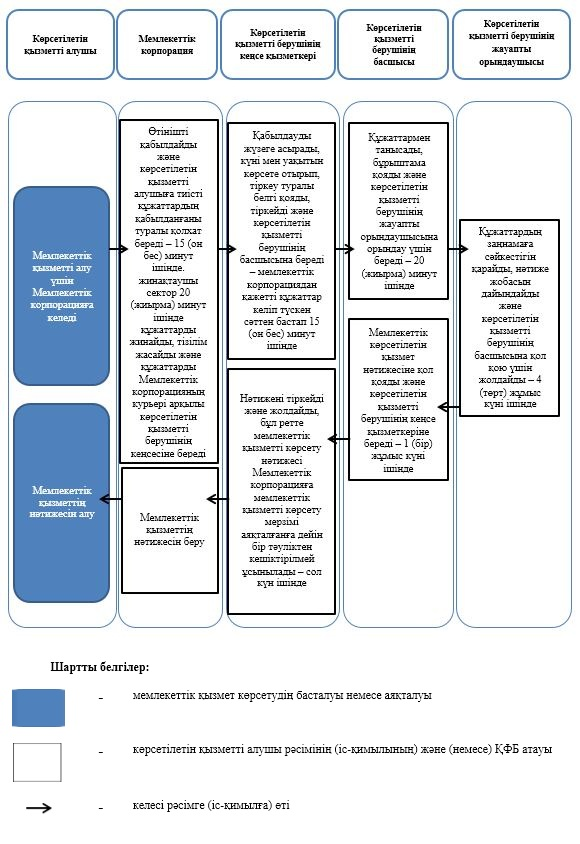 Көрсетілетін
қызметті алушы
Мемлекеттік
корпорация
Көрсетілетін
қызметті берушінің
кеңсе қызметкері
Көрсетілетін
қызметті
берушінің
басшысы
Көрсетілетін
қызметті берушінің
жауапты
орындаушысы
Мемлекеттік
қызметті алу
үшін
Мемлекеттік
корпорацияға
келеді
Өтінішті
қабылдайды
және
көрсетілетін
қызметті
алушыға тиісті
құжаттардың
қабылданғаны
туралы қолхат
береді – 15 (он
бес) минут
ішінде.
жинақтаушы
сектор 20
(жиырма) минут
ішінде
құжаттарды
жинайды, тізілім
жасайды және
құжаттарды
Мемлекеттік
корпорацияның
курьері арқылы
көрсетілетін
қызметті
берушінің
кеңсесіне береді
Қабылдауды
жүзеге асырады,
күні мен уақытын
көрсете отырып,
тіркеу туралы
белгі қояды,
тіркейді және
көрсетілетін
қызметті
берушінің
басшысына береді
– мемлекеттік
корпорациядан
қажетті құжаттар
келіп түскен
сәттен бастап 15
(он бес) минут
ішінде
Құжаттармен
танысады,
бұрыштама
қояды және
көрсетілетін
қызметті
берушінің
жауапты
орындаушысына
орындау үшін
береді – 20
(жиырма) минут
ішінде
Құжаттардың
заңнамаға
сәйкестігін
қарайды, нәтиже
жобасын
дайындайды
және
көрсетілетін
қызметті
берушінің
басшысына қол
қою үшін
жолдайды – 4
(төрт) жұмыс
күні ішінде
Мемлекеттік
көрсетілетін
қызмет
нәтижесіне қол
қояды және
көрсетілетін
қызметті
берушінің кеңсе
қызметкеріне
береді – 1 (бір)
жұмыс күні
ішінде
Нәтижені тіркейді
және жолдайды,
бұл ретте
мемлекеттік
қызметті көрсету
нәтижесі
Мемлекеттік
корпорацияға
мемлекеттік
қызметті көрсету
мерзімі
аяқталғанға дейін
бір тәуліктен
кешіктірілмей
ұсынылады – сол
күн ішінде
Мемлекеттік
қызметтің
нәтижесін беру
Мемлекеттік
қызметтің
нәтижесін алу
Шартты белгілер:
– мемлекеттік қызмет көрсетудің басталуы немесе аяқталуы
– көрсетілетін қызметті алушы рәсімінің (іс-қимылының) және (немесе) ҚФБ атауы
– келесі рәсімге (іс-қимылға) өті